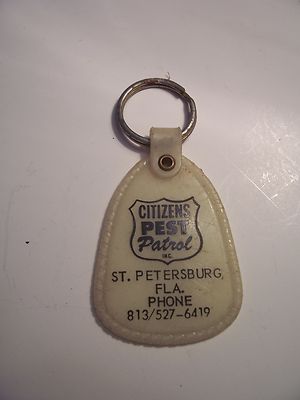 CITIZENS
PEST
Patrol
INC.
ST. PETERSBURG,
FLA.
PHONE
813/527-6419